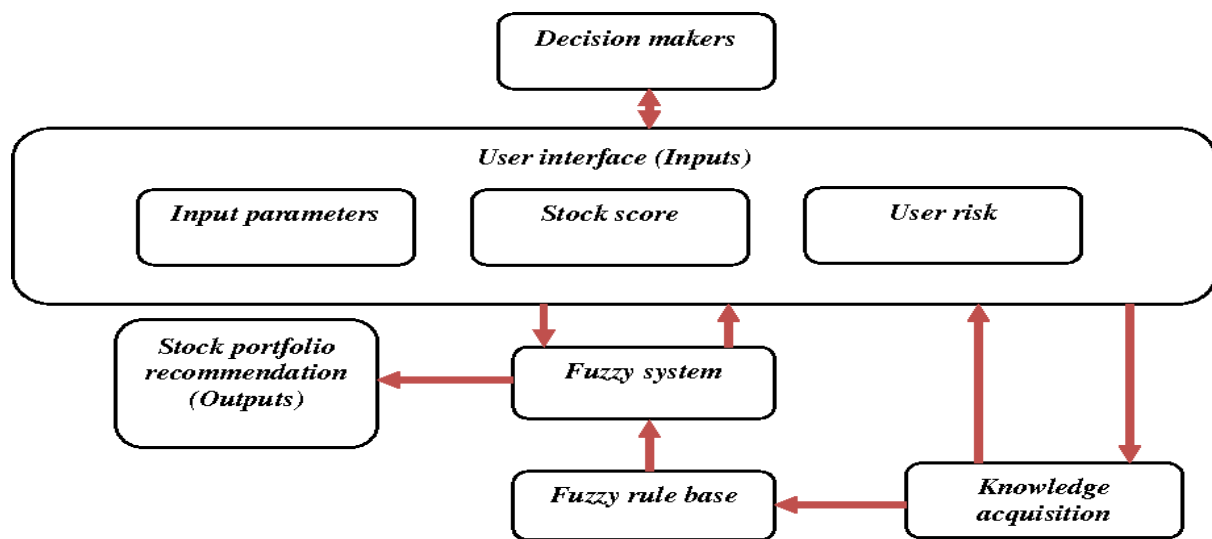 Decision makers
User interface (Inputs)
Input parameters
Stock score
User risk
Stock portfolio
recommendation
(Outputs)
Fuzzy system
Fuzzy rule base
Knowledge
acquisition